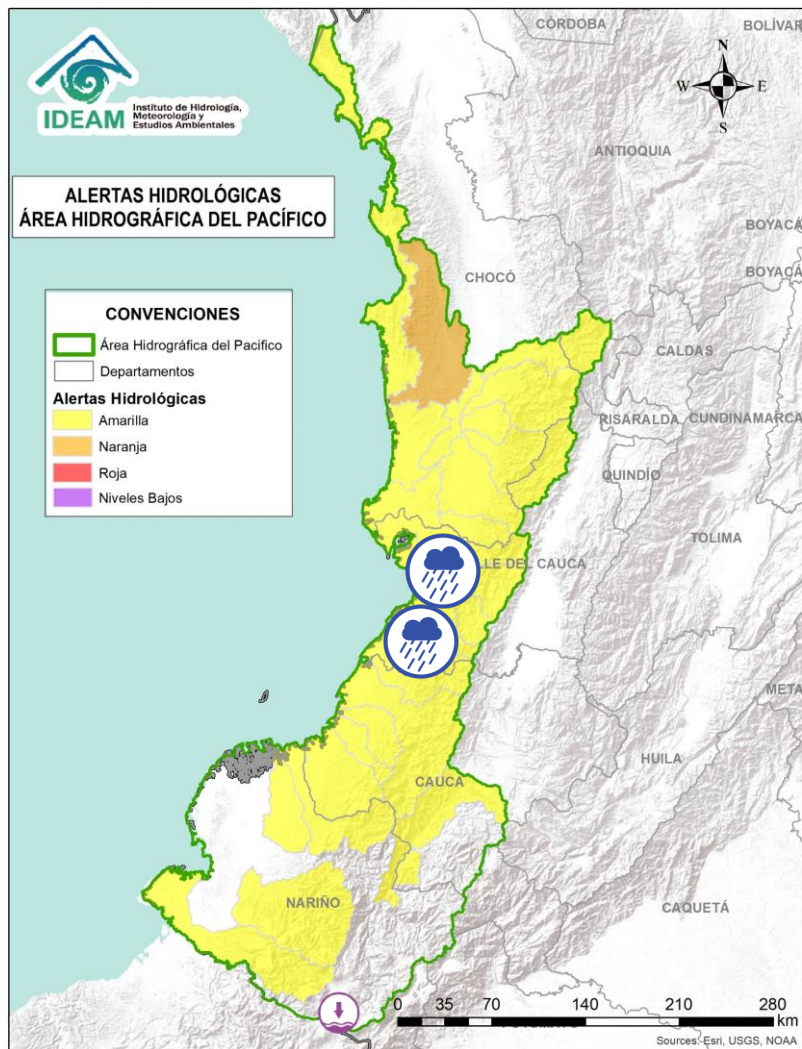 CÓRDOBA
BOLÍVAR
IDEAM
Instituto de Hidrología,
Meteorología y
Estudios Ambientales
N
W
E
S
ANTIOQUIA
ALERTAS HIDROLÓGICAS
ÁREA HIDROGRÁFICA DEL PACÍFICO
BOYACÁ
BOYACÁ
CHOCÓ
CONVENCIONES
Área Hidrográfica del Pacifico
Departamentos
Alertas Hidrológicas
Amarilla
Naranja
Roja
Niveles Bajos
CALDAS
RISARALDA
CUNDINAMARCA
QUINDÍO
TOLIMA
LLE DEL CAUCA
META
HUILA
CAUCA
NARIÑO
CAQUETÁ
0 35 70 140 210 280
km
Sources: Esri, USGS, NOAA